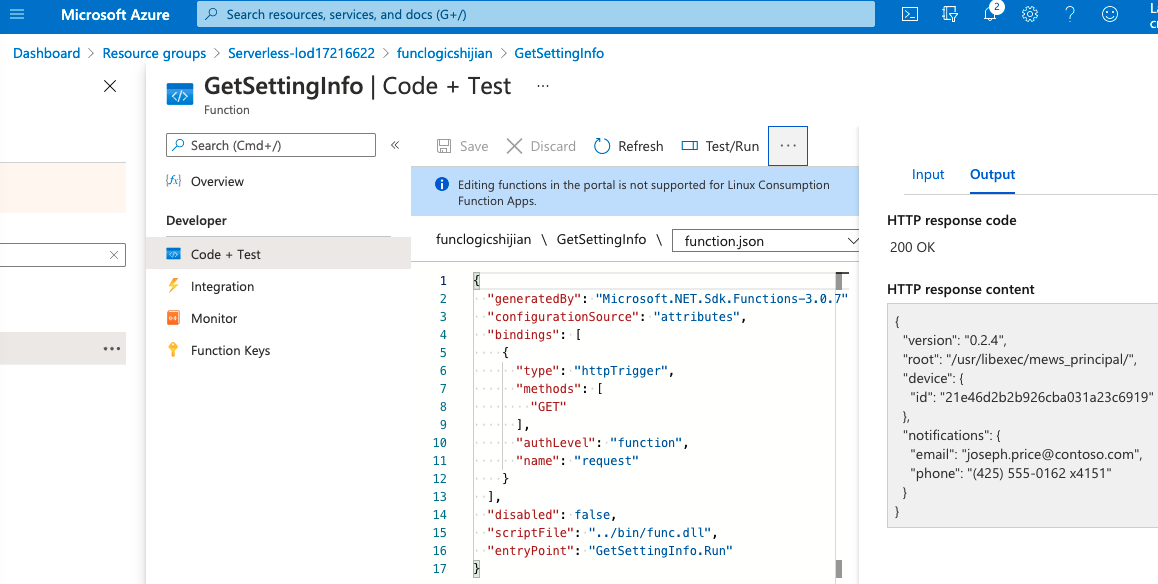 Microsoft Azure
Search resources, services, and docs (G+/)
2
Dashboard > Resource groups > Serverless-lod17216622 > funclogicshijian > GetSettingInfo
GetSettingInfo | Code + Test ...
Function
Search (Cmd+/)
«
Overview
Developer
Code + Test
Integration
Monitor
Function Keys
Save Discard Refresh Test/Run ...
Editing functions in the portal is not supported for Linux Consumption
Function Apps.
funclogicshijian \ GetSettingInfo \ function.json
1 {
2 "generatedBy": "Microsoft.NET.Sdk.Functions-3.0.7"
3 "configurationSource": "attributes",
4 "bindings": [
5 {
6 "type": "httpTrigger",
7 "methods": [
8 "GET"
9 ],
10 "authLevel": "function",
11 "name": "request"
12 }
13 ],
14 "disabled": false,
15 "scriptFile": "../bin/func.dll",
16 "entryPoint": "GetSettingInfo.Run"
17 }
Input Output
HTTP response code
200 OK
HTTP response content
{
"version": "0.2.4",
"root": "/usr/libexec/mews_principal/",
"device": {
"id": "21e46d2b2b926cba031a23c6919"
},
"notifications": {
"email": "joseph.price@contoso.com",
"phone": "(425) 555-0162 x4151"
}
}